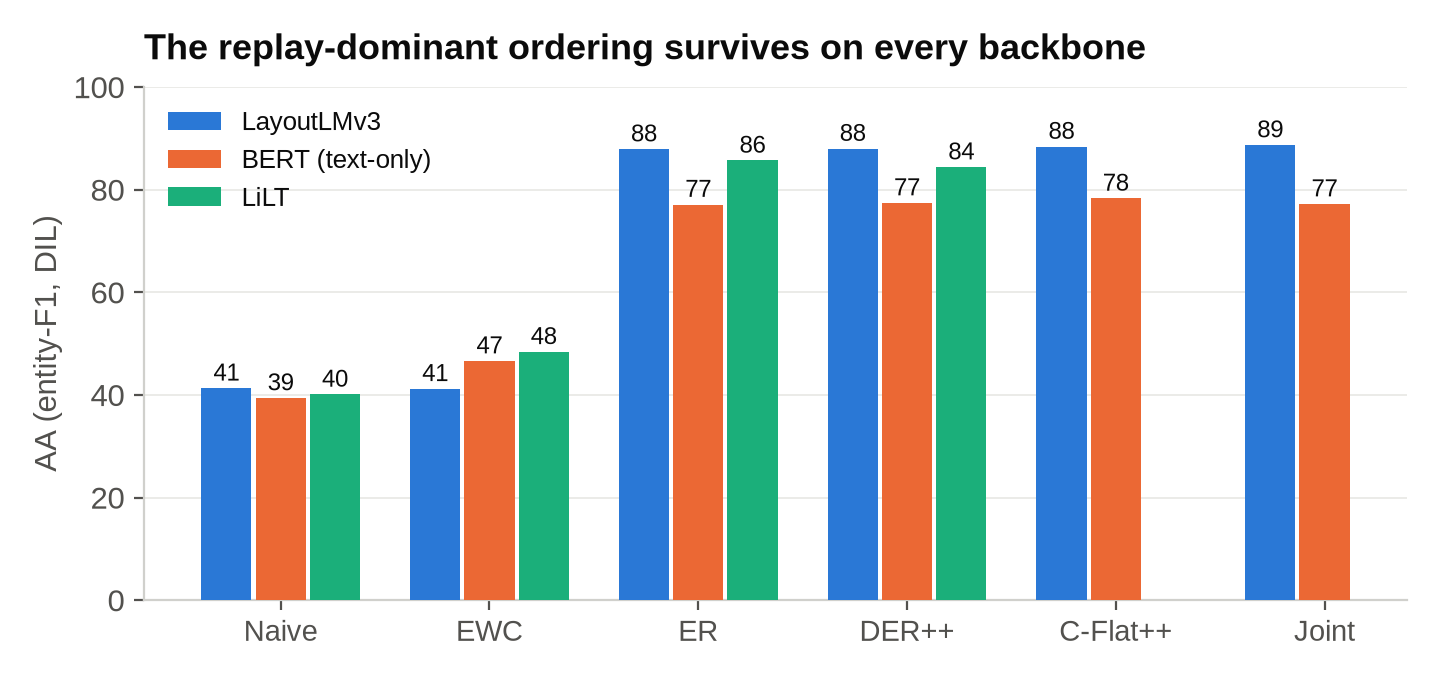 The replay-dominant ordering survives on every backbone
AA (entity-F1, DIL)
100
80
60
40
20
0
LayoutLMv3
BERT (text-only)
LiLT
41
39
40
41
47
48
88
77
86
88
77
84
88
78
89
77
Naive
EWC
ER
DER++
C-Flat++
Joint